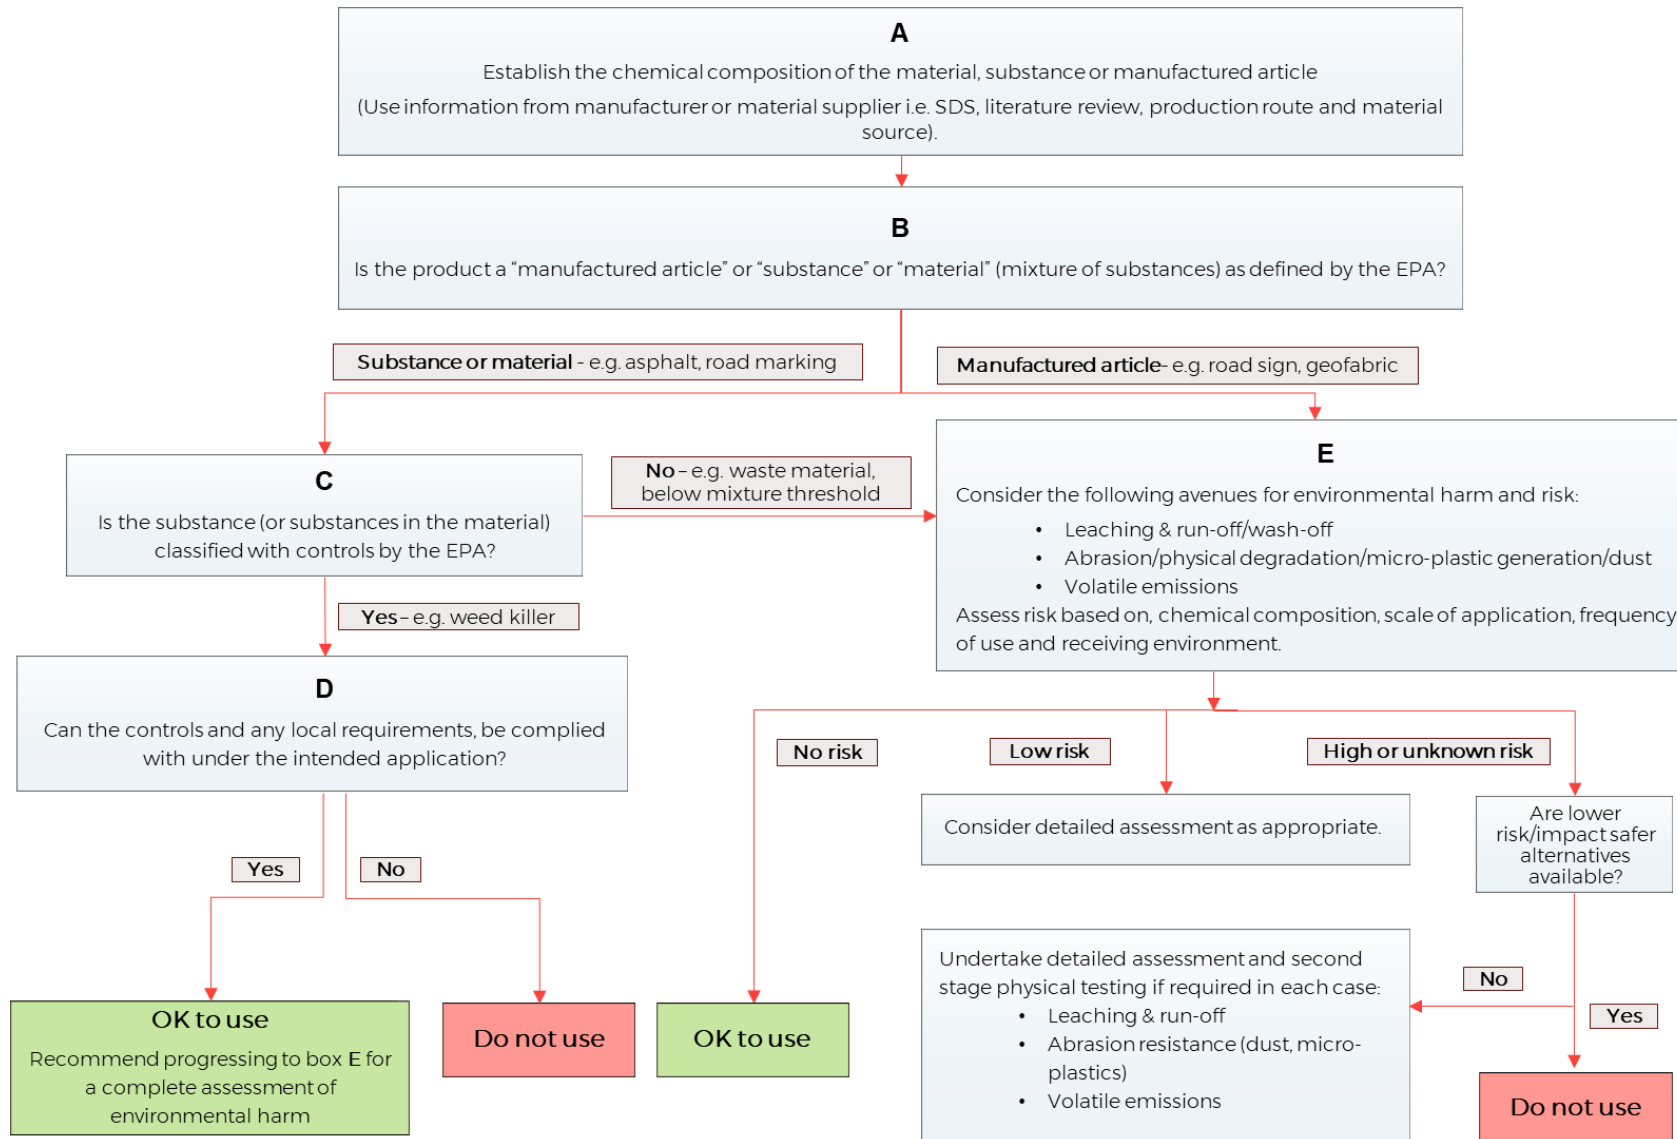 A
Establish the chemical composition of the material, substance or manufactured article
(Use information from manufacturer or material supplier i.e. SDS, literature review, production route and material
source).
B
Is the product a “manufactured article” or “substance” or “material” (mixture of substances) as defined by the EPA?
Substance or material - e.g. asphalt, road marking
Manufactured article- e.g. road sign, geofabric
C
Is the substance (or substances in the material)
classified with controls by the EPA?
No – e.g. waste material,
below mixture threshold
E
Consider the following avenues for environmental harm and risk:
• Leaching & run-off/wash-off
• Abrasion/physical degradation/micro-plastic generation/dust
• Volatile emissions
Assess risk based on, chemical composition, scale of application, frequency
of use and receiving environment.
Yes – e.g. weed killer
D
Can the controls and any local requirements, be complied
with under the intended application?
No risk
Low risk
High or unknown risk
Consider detailed assessment as appropriate.
Are lower
risk/impact safer
alternatives
available?
Yes
No
Undertake detailed assessment and second
stage physical testing if required in each case:
• Leaching & run-off
• Abrasion resistance (dust, micro-
plastics)
• Volatile emissions
No
Yes
OK to use
Recommend progressing to box E for
a complete assessment of
environmental harm
Do not use
OK to use
Do not use